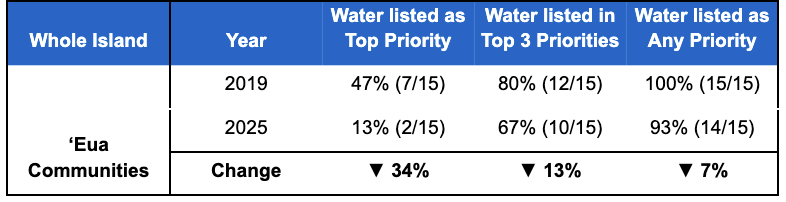 Whole Island | Year | Water listed as Top Priority | Water listed in Top 3 Priorities | Water listed as Any Priority
‘Eua Communities | 2019 | 47% (7/15) | 80% (12/15) | 100% (15/15)
2025 | 13% (2/15) | 67% (10/15) | 93% (14/15)
Change | ▼ 34% | ▼ 13% | ▼ 7%